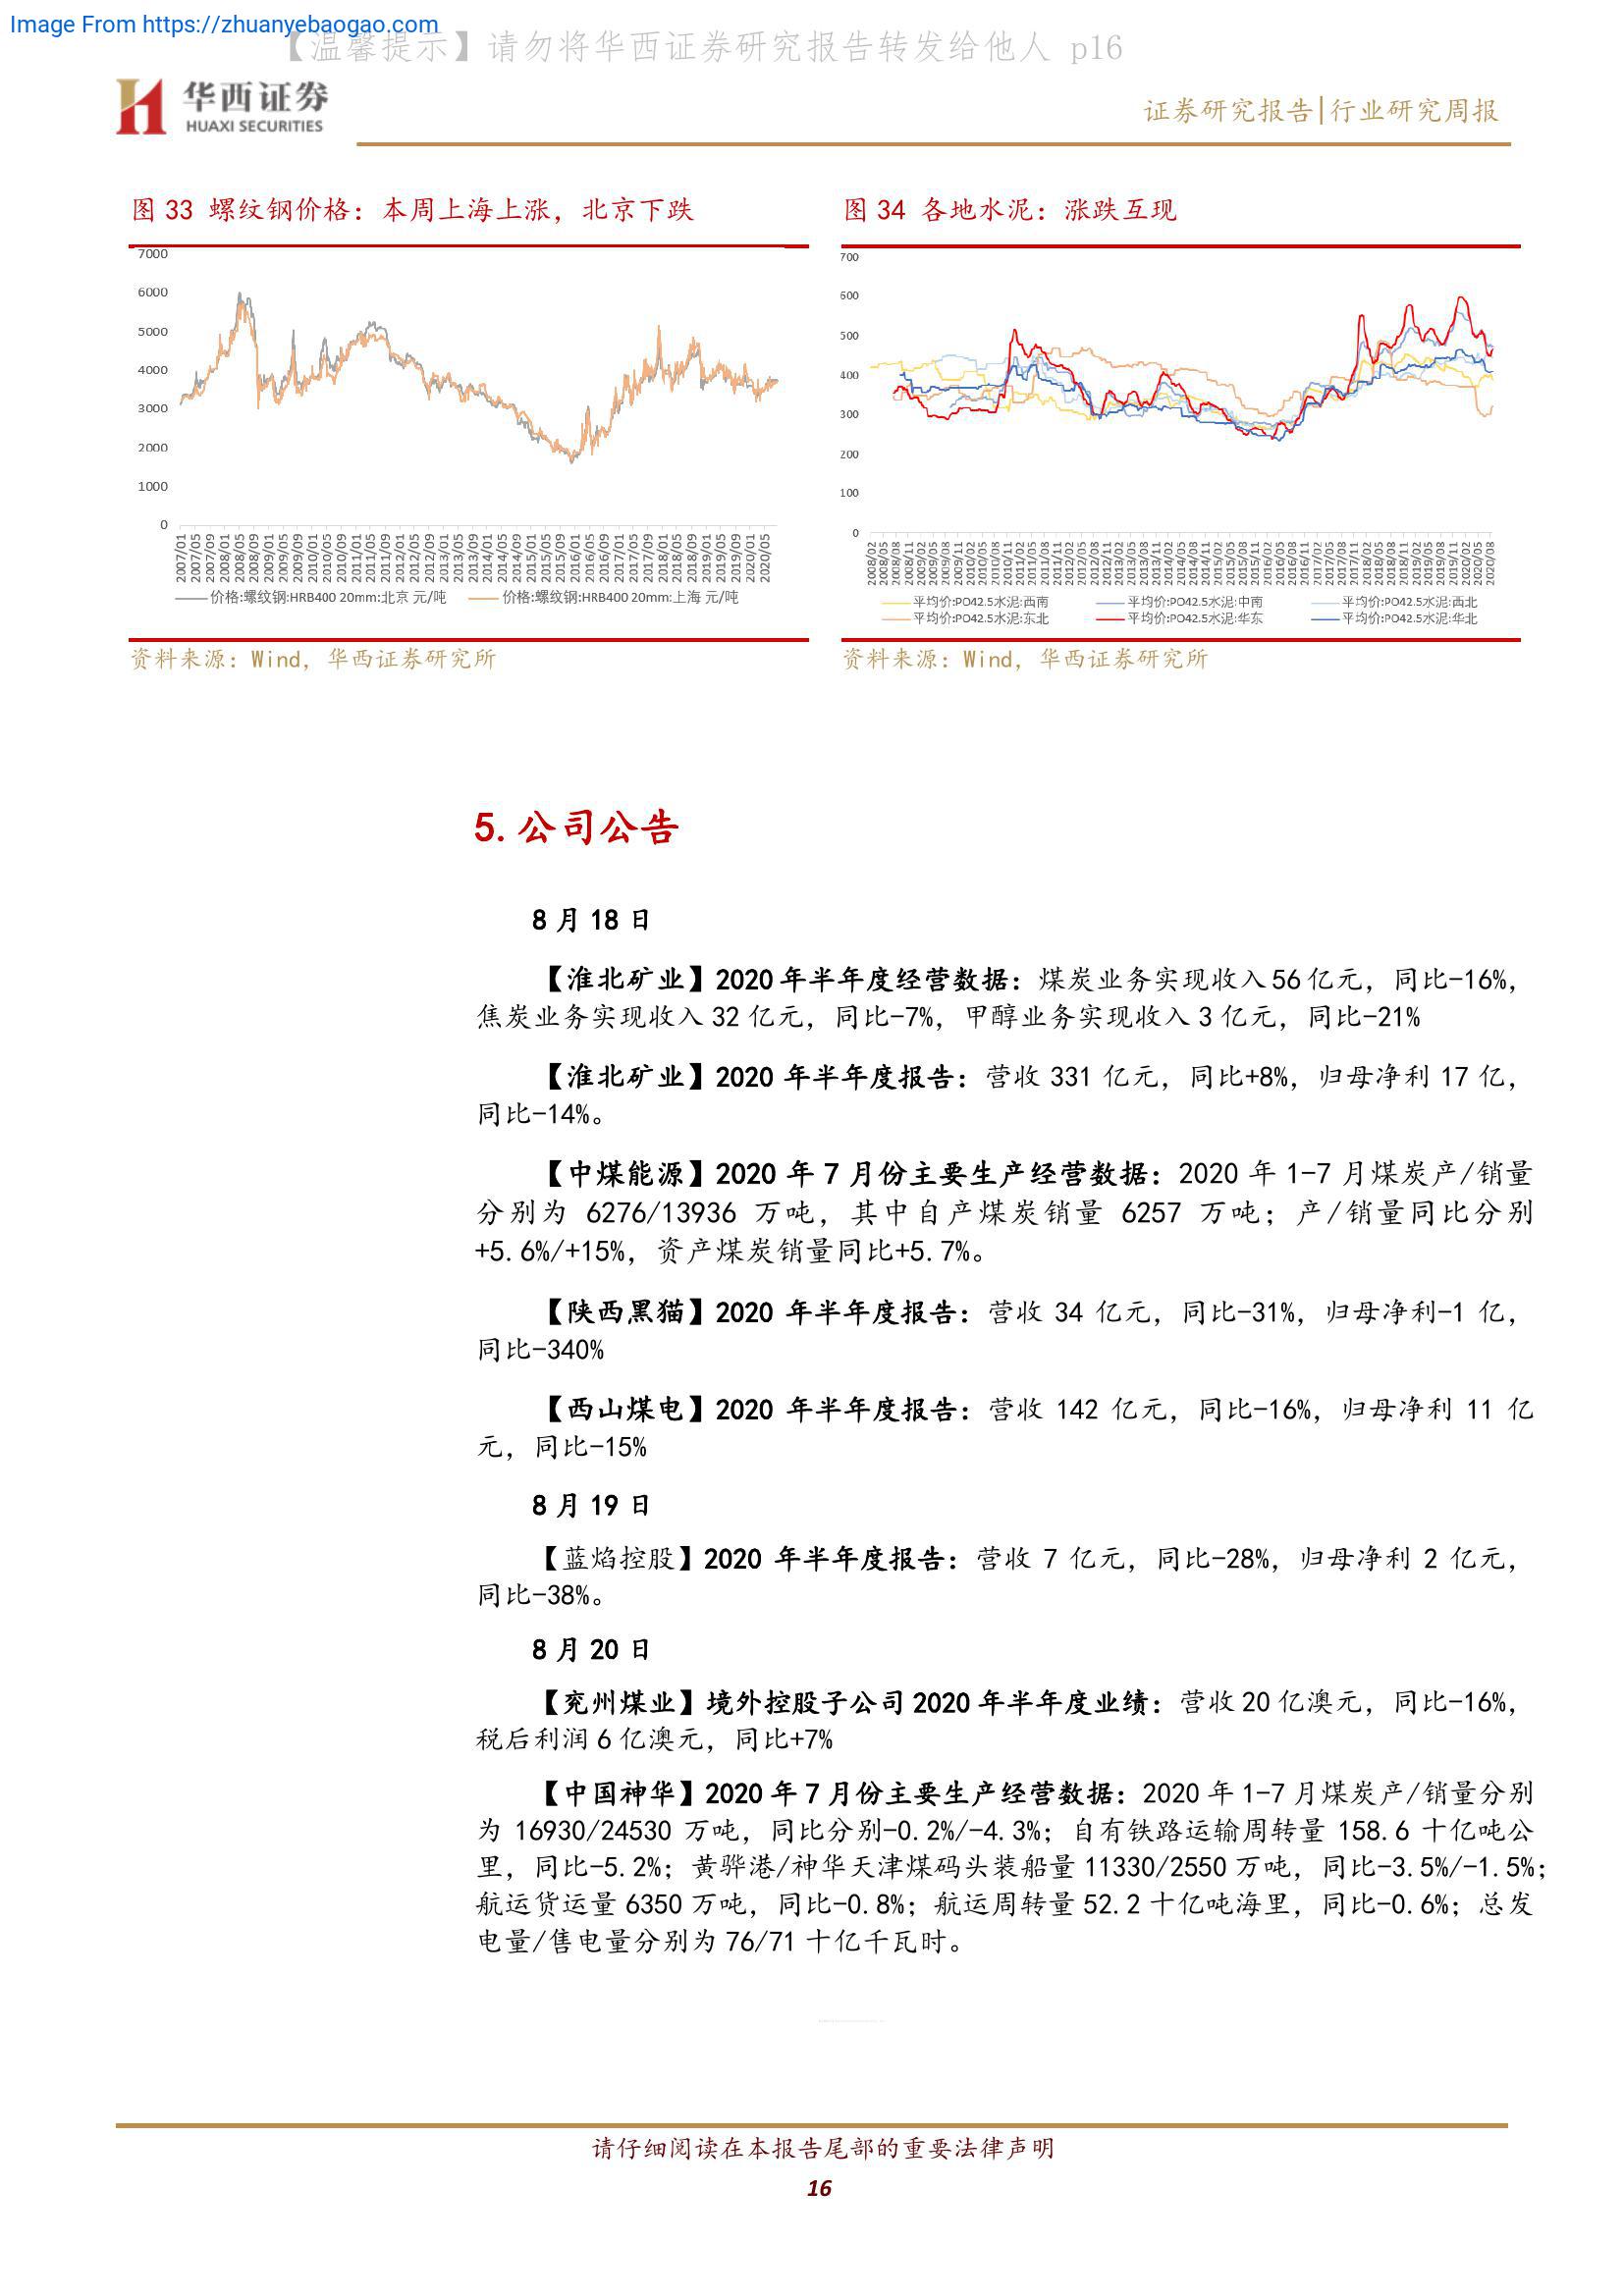 Image From https://zhuanyebaogao.com
【温馨提示】请勿将华西证券研究报告转发给他人 p16
华西证券
HUAXI SECURITIES
证券研究报告|行业研究周报
图 33 螺纹钢价格：本周上海上涨，北京下跌
7000
6000
5000
4000
3000
2000
1000
0
2007/01 2007/05 2007/09 2008/01 2008/05 2008/09 2009/01 2009/05 2009/09 2010/01 2010/05 2010/09 2011/01 2011/05 2011/09 2012/01 2012/05 2012/09 2013/01 2013/05 2013/09 2014/01 2014/05 2014/09 2015/01 2015/05 2015/09 2016/01 2016/05 2016/09 2017/01 2017/05 2017/09 2018/01 2018/05 2018/09 2019/01 2019/05 2019/09 2020/01 2020/05
价格:螺纹钢:HRB400 20mm:北京 元/吨 价格:螺纹钢:HRB400 20mm:上海 元/吨
资料来源：Wind，华西证券研究所
图 34 各地水泥：涨跌互现
700
600
500
400
300
200
100
0
2008/02 2008/05 2008/08 2008/11 2009/02 2009/05 2009/08 2009/11 2010/02 2010/05 2010/08 2010/11 2011/02 2011/05 2011/08 2011/11 2012/02 2012/05 2012/08 2012/11 2013/02 2013/05 2013/08 2013/11 2014/02 2014/05 2014/08 2014/11 2015/02 2015/05 2015/08 2015/11 2016/02 2016/05 2016/08 2016/11 2017/02 2017/05 2017/08 2017/11 2018/02 2018/05 2018/08 2018/11 2019/02 2019/05 2019/08 2019/11 2020/02 2020/05 2020/08
平均价:PO42.5水泥:西南 平均价:PO42.5水泥:中南 平均价:PO42.5水泥:西北
平均价:PO42.5水泥:东北 平均价:PO42.5水泥:华东 平均价:PO42.5水泥:华北
资料来源：Wind，华西证券研究所
5.公司公告
8 月 18 日
【淮北矿业】2020 年半年度经营数据：煤炭业务实现收入 56 亿元，同比-16%，
焦炭业务实现收入 32 亿元，同比-7%，甲醇业务实现收入 3 亿元，同比-21%
【淮北矿业】2020 年半年度报告：营收 331 亿元，同比+8%，归母净利 17 亿，
同比-14%。
【中煤能源】2020 年 7 月份主要生产经营数据：2020 年 1-7 月煤炭产/销量
分别为 6276/13936 万吨，其中自产煤炭销量 6257 万吨；产/销量同比分别
+5.6%/+15%，资产煤炭销量同比+5.7%。
【陕西黑猫】2020 年半年度报告：营收 34 亿元，同比-31%，归母净利-1 亿，
同比-340%
【西山煤电】2020 年半年度报告：营收 142 亿元，同比-16%，归母净利 11 亿
元，同比-15%
8 月 19 日
【蓝焰控股】2020 年半年度报告：营收 7 亿元，同比-28%，归母净利 2 亿元，
同比-38%。
8 月 20 日
【兖州煤业】境外控股子公司 2020 年半年度业绩：营收 20 亿澳元，同比-16%，
税后利润 6 亿澳元，同比+7%
【中国神华】2020 年 7 月份主要生产经营数据：2020 年 1-7 月煤炭产/销量分别
为 16930/24530 万吨，同比分别-0.2%/-4.3%；自有铁路运输周转量 158.6 十亿吨公
里，同比-5.2%；黄骅港/神华天津煤码头装船量 11330/2550 万吨，同比-3.5%/-1.5%；
航运货运量 6350 万吨，同比-0.8%；航运周转量 52.2 十亿吨海里，同比-0.6%；总发
电量/售电量分别为 76/71 十亿千瓦时。
请仔细阅读在本报告尾部的重要法律声明
16